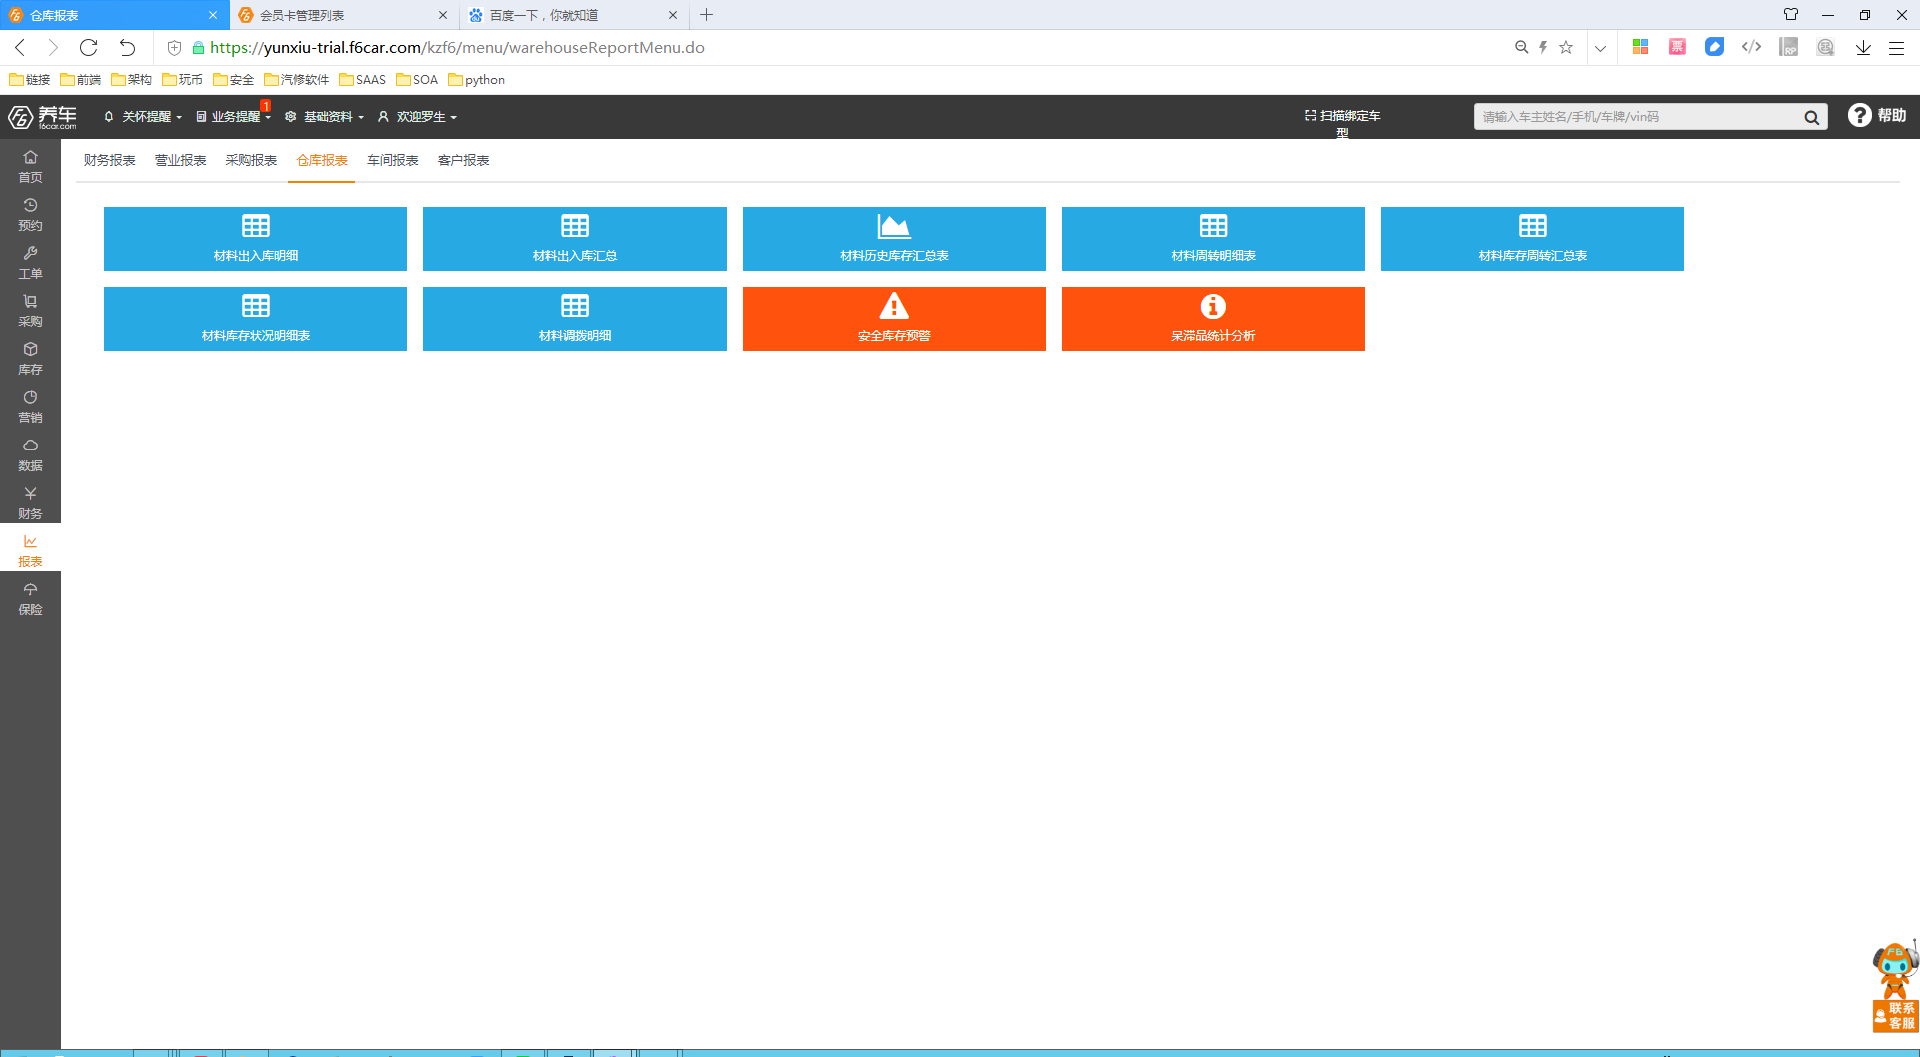 仓库报表
会员卡管理列表
百度一下，你就知道
https://yunxiu-trial.f6car.com/kzf6/menu/warehouseReportMenu.do
票
RP
链接
前端
架构
玩币
安全
汽修软件
SAAS
SOA
python
F6 养车
f6car.com
关怀提醒
业务提醒
1
基础资料
欢迎罗生
扫描绑定车
型
请输入车主姓名/手机/车牌/vin码
帮助
首页
预约
工单
采购
库存
营销
数据
财务
报表
保险
财务报表
营业报表
采购报表
仓库报表
车间报表
客户报表
材料出入库明细
材料出入库汇总
材料历史库存汇总表
材料周转明细表
材料库存周转汇总表
材料库存状况明细表
材料调拨明细
安全库存预警
呆滞品统计分析
F6
联系
客服